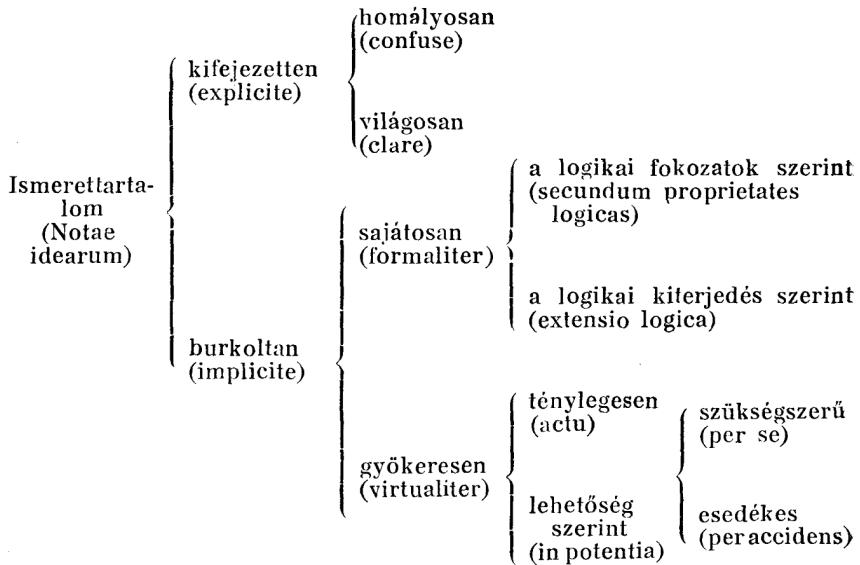 Ismerettarta-
lom
(Notae
idearum)
kifejezetten
(explicite)
homályosan
(confuse)
világosan
(clare)
burkoltan
(implicite)
sajátosan
(formaliter)
a logikai fokozatok szerint
(secundum proprietates
logicas)
a logikai kiterjedés szerint
(extensio logica)
gyökeresen
(virtualiter)
ténylegesen
(actu)
lehetőség
szerint
(in potentia)
szükségszerű
(per se)
esedékes
(per accidens)